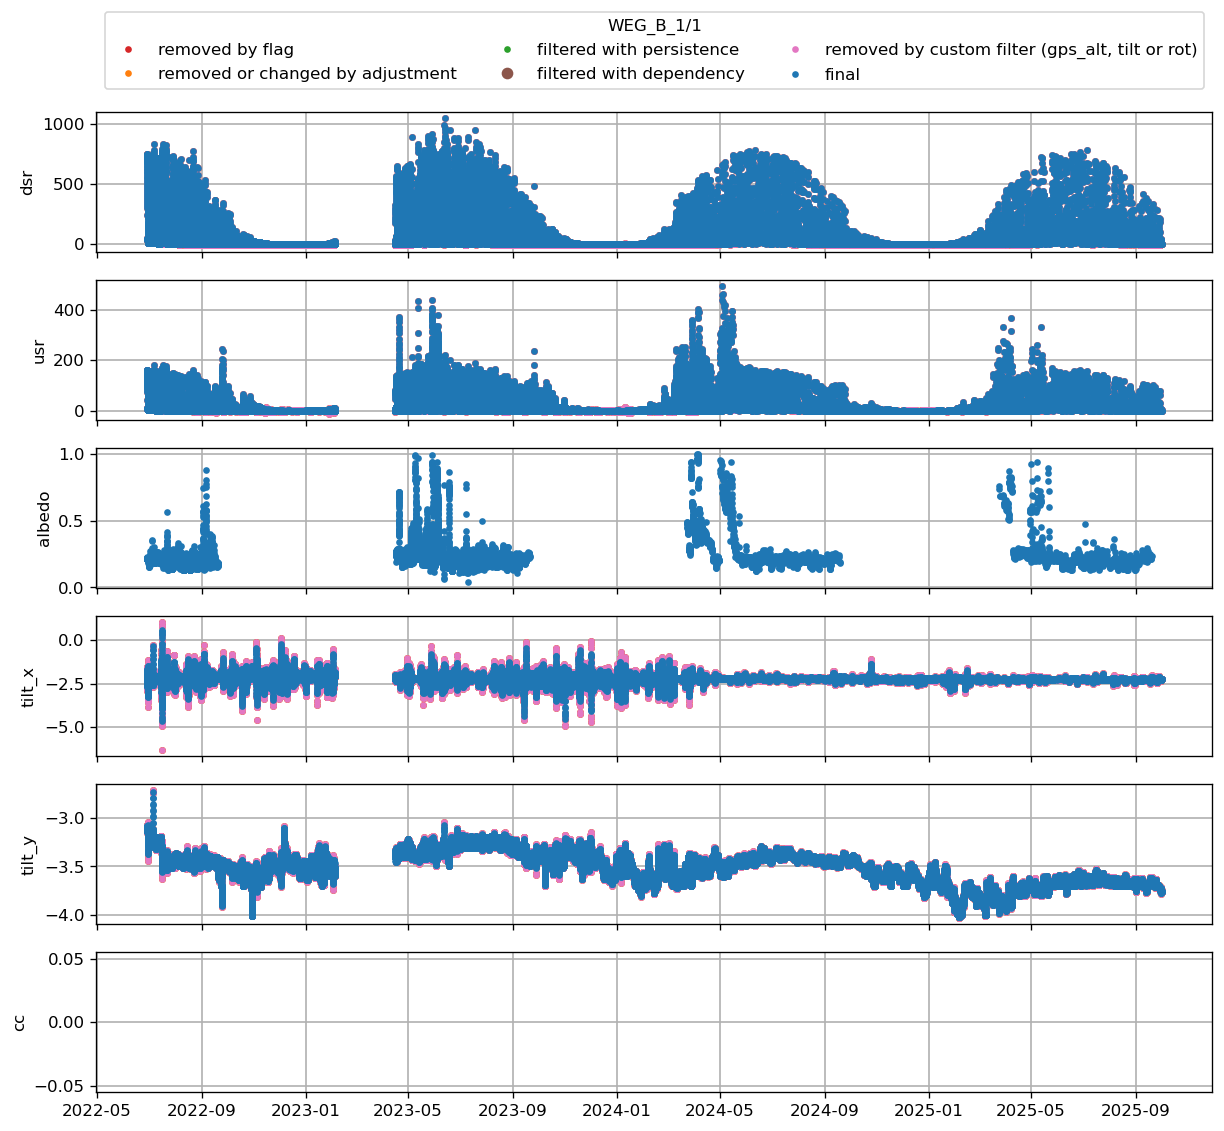 WEG_B_1/1
removed by flag
removed or changed by adjustment
filtered with persistence
filtered with dependency
removed by custom filter (gps_alt, tilt or rot)
final
1000
500
0
dsr
400
200
0
usr
1.0
0.5
0.0
albedo
0.0
−2.5
−5.0
tilt_x
−3.0
−3.5
−4.0
tilt_y
0.05
0.00
−0.05
cc
2022-05 2022-09 2023-01 2023-05 2023-09 2024-01 2024-05 2024-09 2025-01 2025-05 2025-09